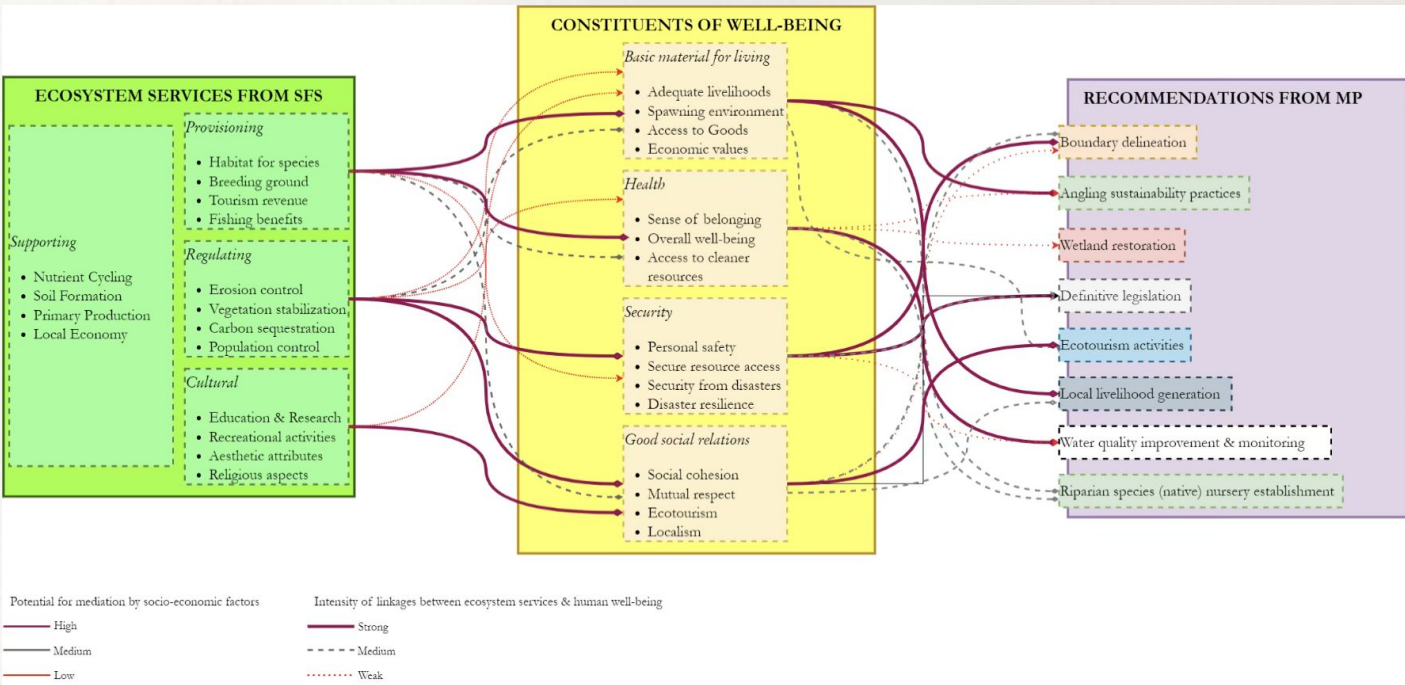 ECOSYSTEM SERVICES FROM SFS
Supporting
• Nutrient Cycling
• Soil Formation
• Primary Production
• Local Economy
Provisioning
• Habitat for species
• Breeding ground
• Tourism revenue
• Fishing benefits
Regulating
• Erosion control
• Vegetation stabilization
• Carbon sequestration
• Population control
Cultural
• Education & Research
• Recreational activities
• Aesthetic attributes
• Religious aspects
CONSTITUENTS OF WELL-BEING
Basic material for living
• Adequate livelihoods
• Spawning environment
• Access to Goods
• Economic values
Health
• Sense of belonging
• Overall well-being
• Access to cleaner
resources
Security
• Personal safety
• Secure resource access
• Security from disasters
• Disaster resilience
Good social relations
• Social cohesion
• Mutual respect
• Ecotourism
• Localism
RECOMMENDATIONS FROM MP
Boundary delineation
Angling sustainability practices
Wetland restoration
Definitive legislation
Ecotourism activities
Local livelihood generation
Water quality improvement & monitoring
Riparian species (native) nursery establishment
Potential for mediation by socio-economic factors
High
Medium
Low
Intensity of linkages between ecosystem services & human well-being
Strong
Medium
Weak